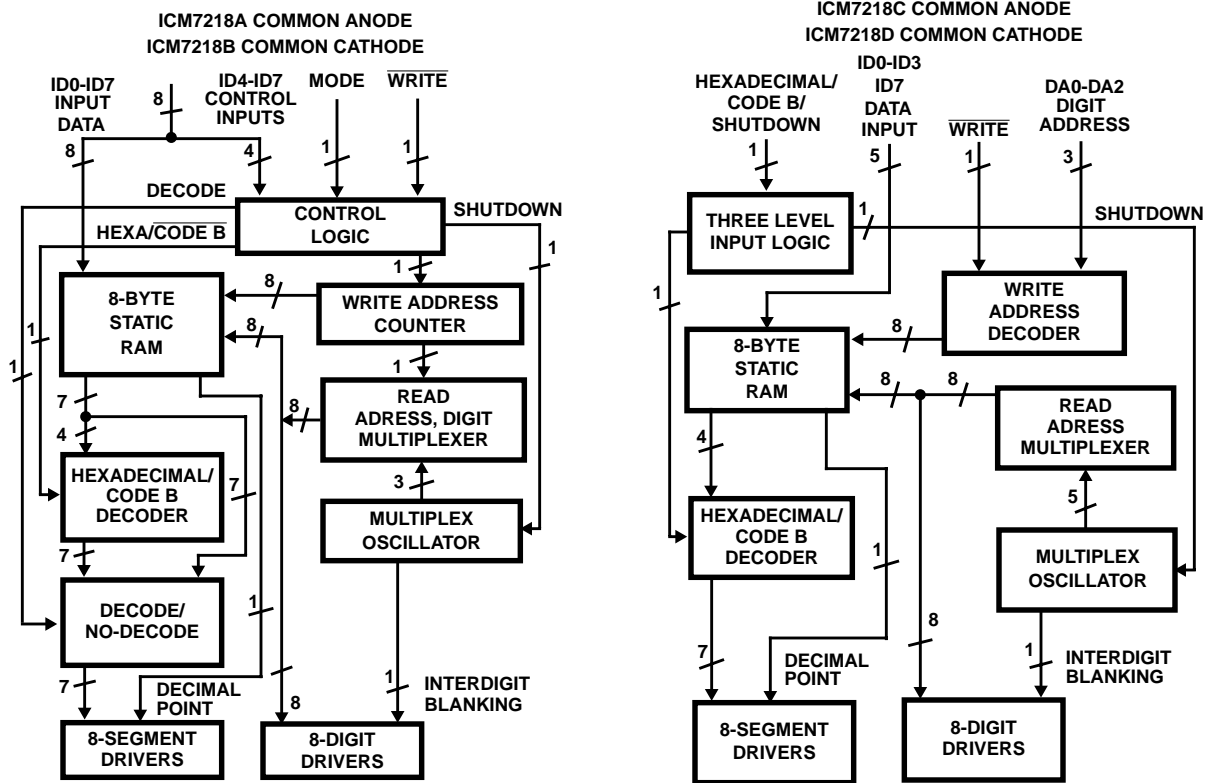 ICM7218A COMMON ANODE
ICM7218B COMMON CATHODE
ID0-ID7
INPUT
DATA
8
ID4-ID7
CONTROL
INPUTS
MODE
WRITE
8
4
1
1
DECODE
HEXA/CODE B
CONTROL
LOGIC
SHUTDOWN
1
1
8-BYTE
STATIC
RAM
8
WRITE ADDRESS
COUNTER
8
1
1
1
7
8
READ
ADRESS, DIGIT
MULTIPLEXER
4
HEXADECIMAL/
CODE B
DECODER
7
3
MULTIPLEX
OSCILLATOR
7
DECODE/
NO-DECODE
1
7
DECIMAL
POINT
8
1
INTERDIGIT
BLANKING
8-SEGMENT
DRIVERS
8-DIGIT
DRIVERS
ICM7218C COMMON ANODE
ICM7218D COMMON CATHODE
HEXADECIMAL/
CODE B/
SHUTDOWN
ID0-ID3
ID7
DATA
INPUT
WRITE
DA0-DA2
DIGIT
ADDRESS
1
5
1
3
THREE LEVEL
INPUT LOGIC
1
SHUTDOWN
1
WRITE
ADDRESS
DECODER
8-BYTE
STATIC
RAM
8
8
8
READ
ADRESS
MULTIPLEXER
4
5
HEXADECIMAL/
CODE B
DECODER
1
MULTIPLEX
OSCILLATOR
7
8
DECIMAL
POINT
1
INTERDIGIT
BLANKING
8-SEGMENT
DRIVERS
8-DIGIT
DRIVERS